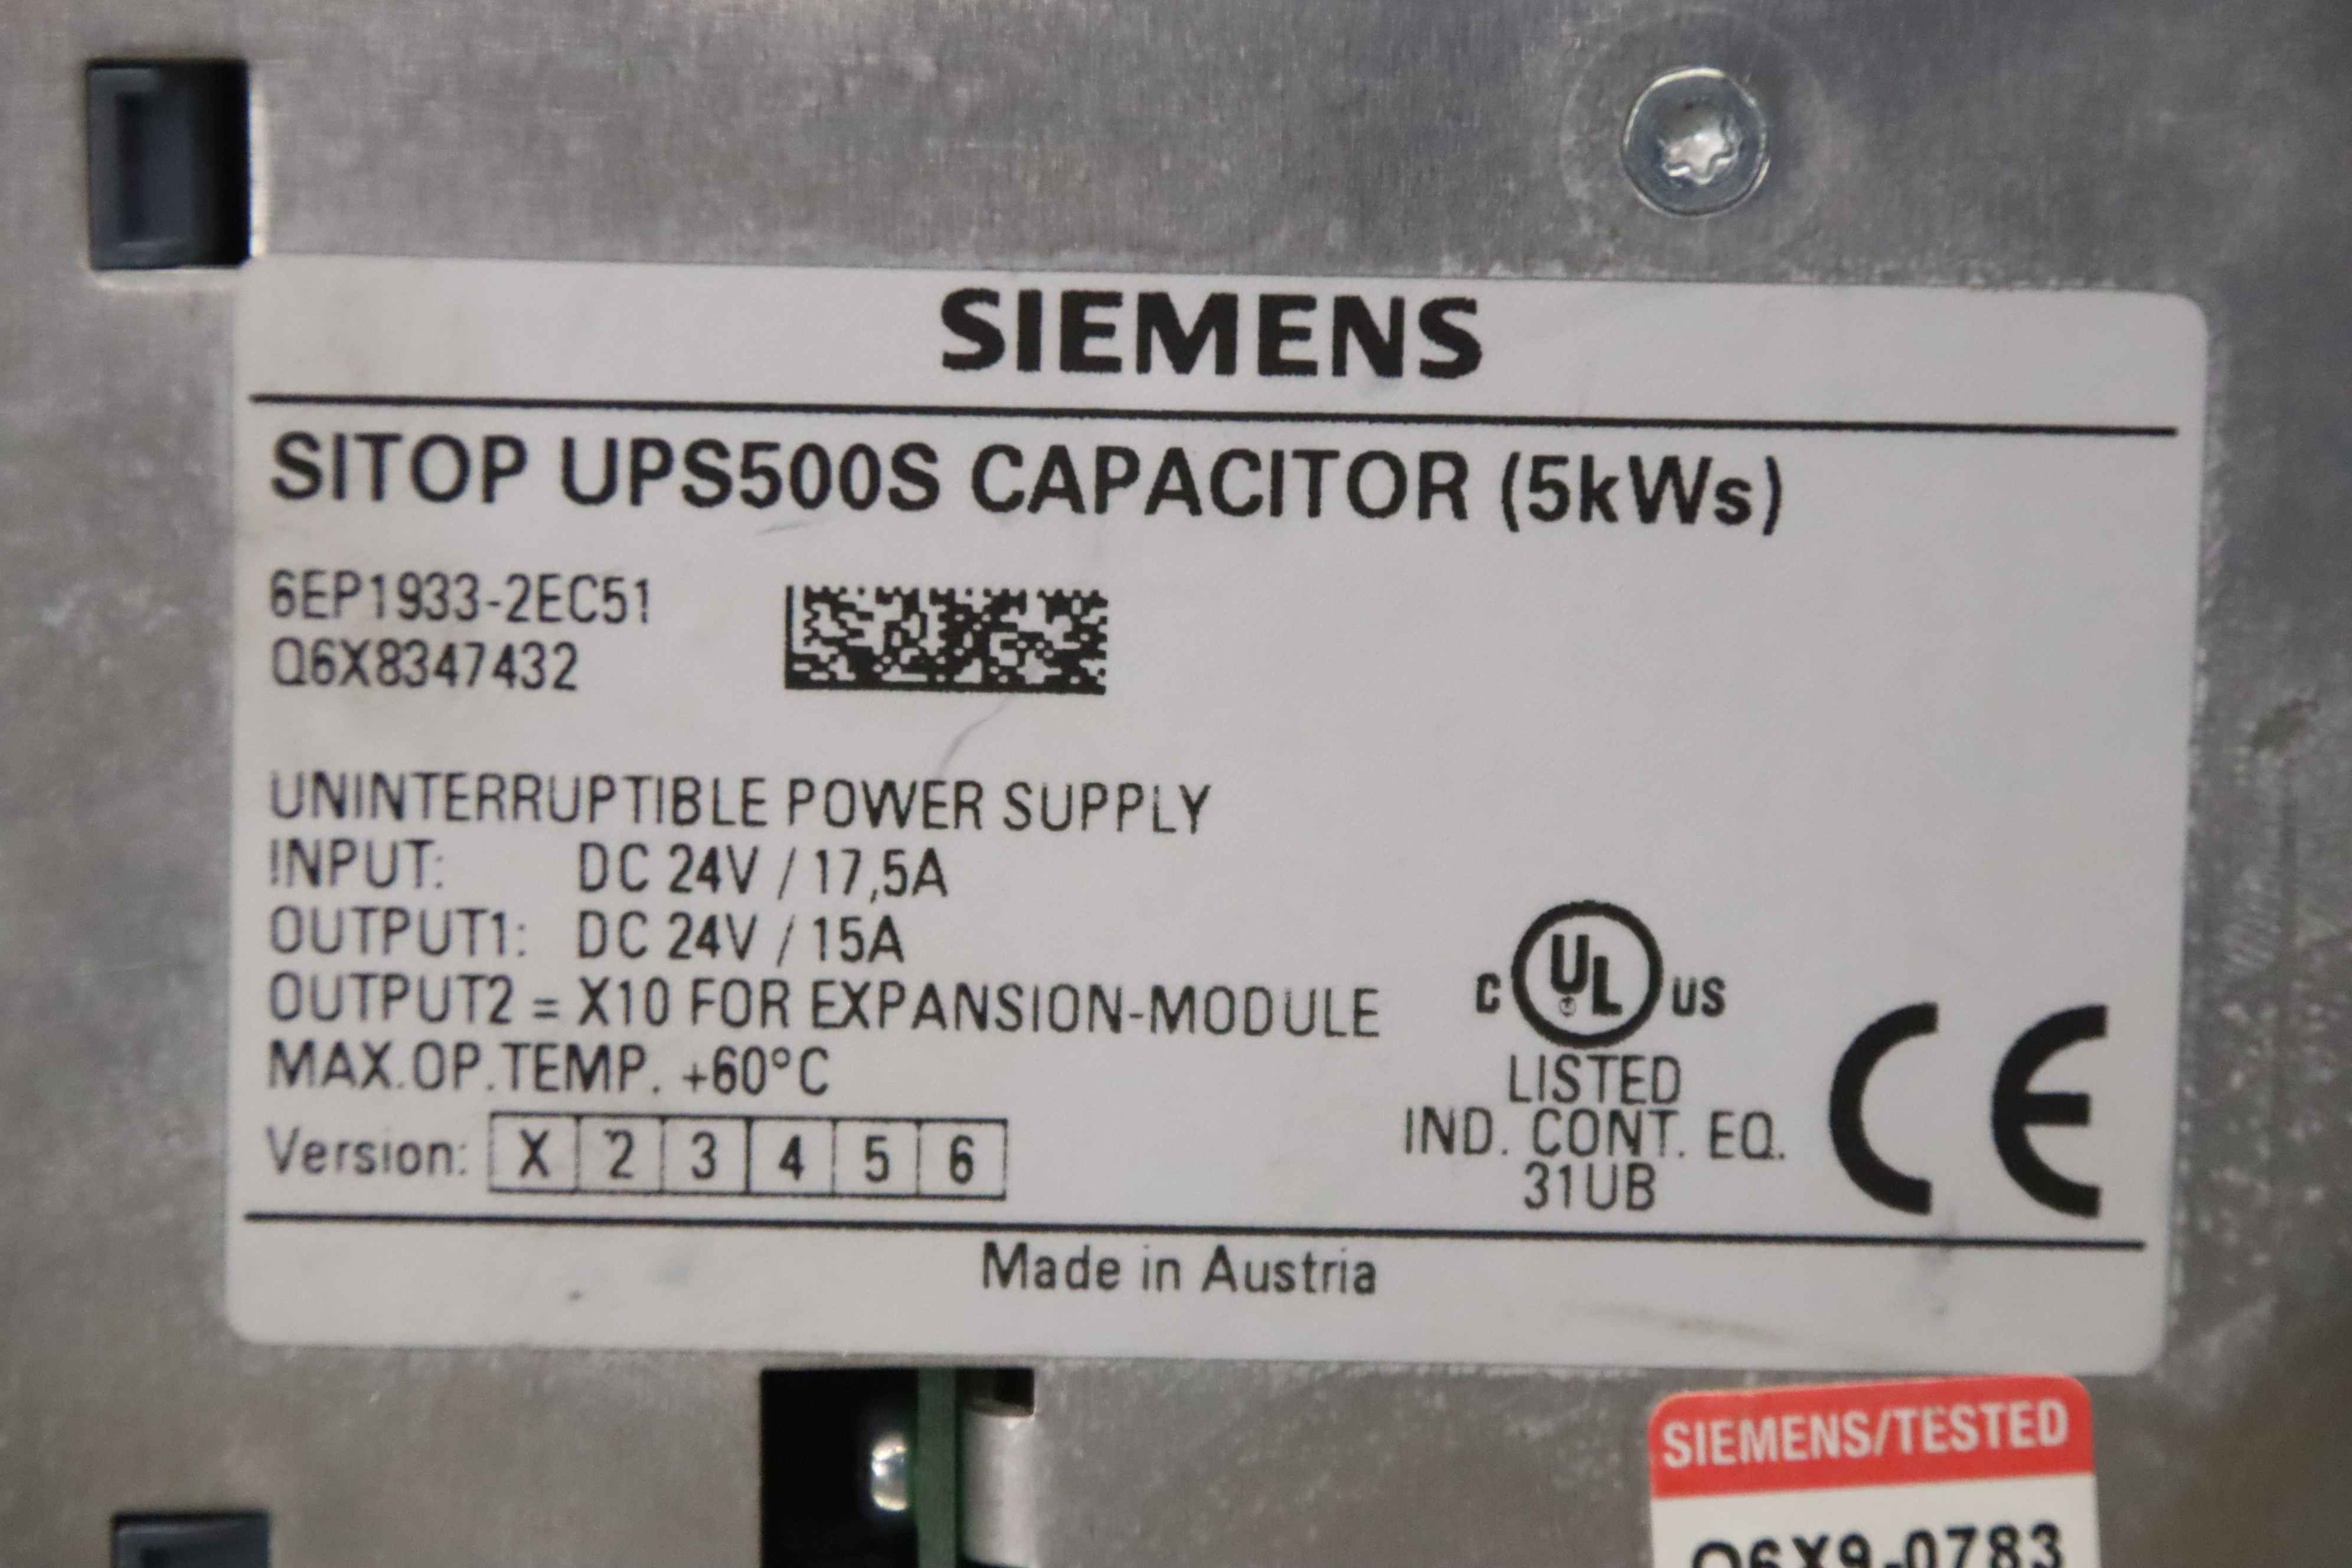 SIEMENS
SITOP UPS500S CAPACITOR (5kWs)
6EP1933-2EC51
Q6X8347432
UNINTERRUPTIBLE POWER SUPPLY
INPUT: DC 24V / 17,5A
OUTPUT1: DC 24V / 15A
OUTPUT2 = X10 FOR EXPANSION-MODULE
MAX.OP.TEMP. +60°C
Version: X 2 3 4 5 6
C UL US
LISTED
IND. CONT. EQ.
31UB
CE
Made in Austria
SIEMENS/TESTED
Q6X9-0783